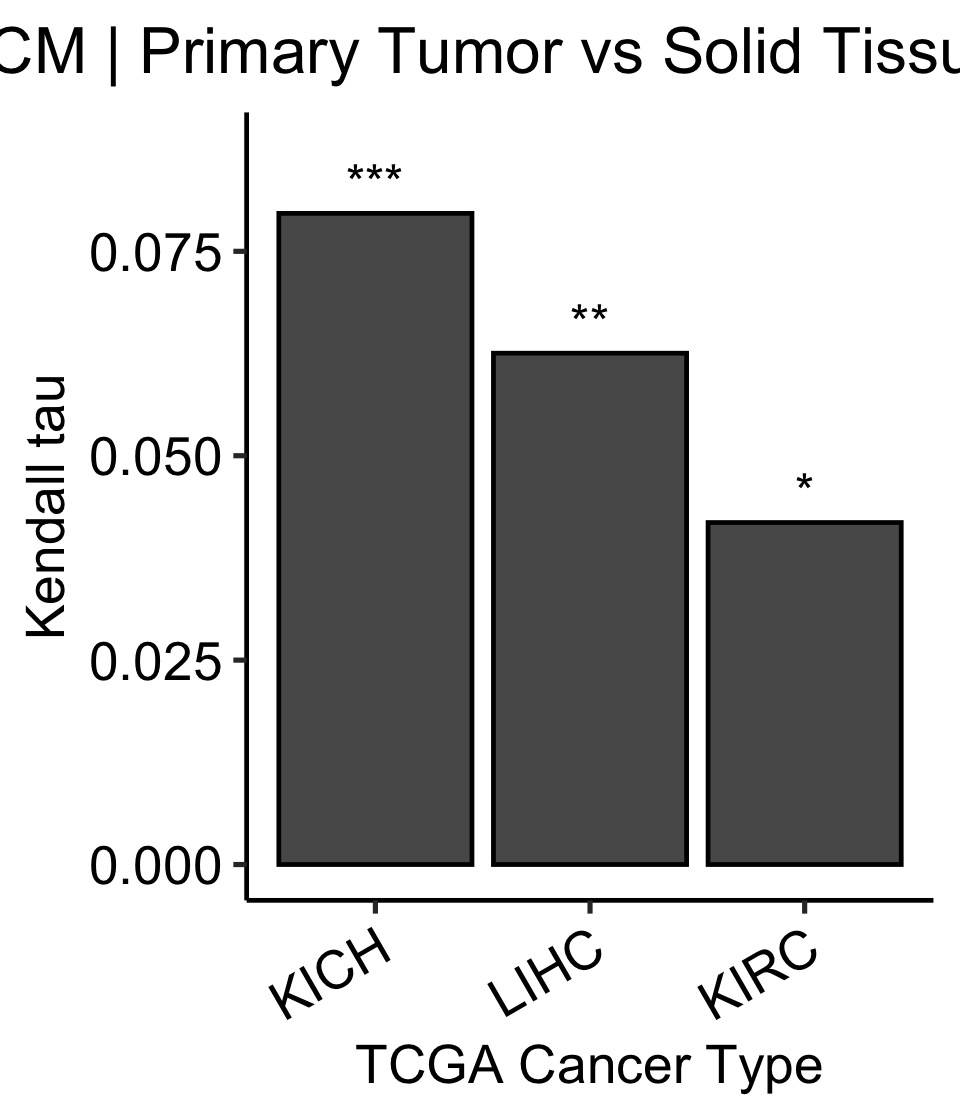 CM | Primary Tumor vs Solid Tissu
***
**
*
0.075
0.050
0.025
0.000
Kendall tau
KICH
LIHC
KIRC
TCGA Cancer Type